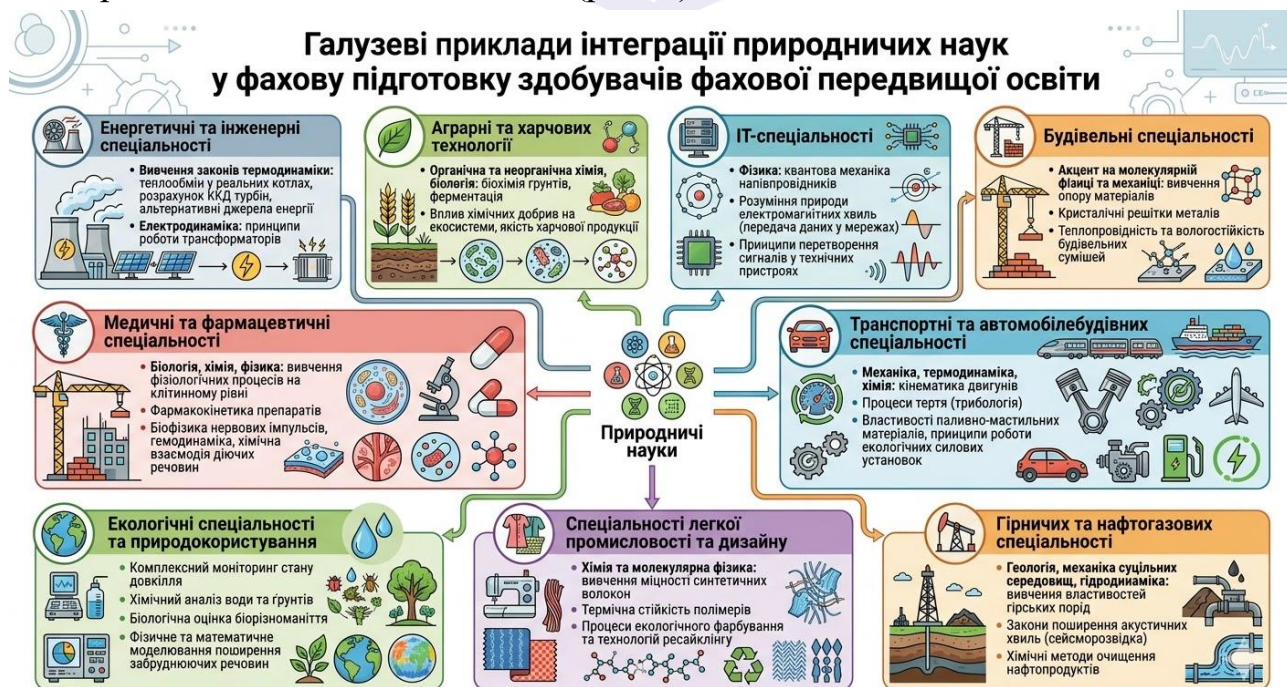 Галузеві приклади інтеграції природничих наук
у фахову підготовку здобувачів фахової передвищої освіти
Енергетичні та інженерні
спеціальності
• Вивчення законів термодинаміки:
теплообмін у реальних котлах,
розрахунок ККД турбін,
альтернативні джерела енергії
• Електродинаміка: принципи
роботи трансформаторів
Аграрні та харчових
технології
• Органічна та неорганічна хімія,
біологія: біохімія ґрунтів,
ферментація
• Вплив хімічних добрив на
екосистеми, якість харчової продукції
ІТ-спеціальності
• Фізика: квантова механіка
напівпровідників
• Розуміння природи
електромагнітних хвиль
(передача даних у мережах)
• Принципи перетворення
сигналів у технічних
пристроях
Будівельні спеціальності
• Акцент на молекулярній
фізиці та механіці: вивчення
опору матеріалів
• Кристалічні решітки металів
• Теплопровідність та вологостійкість
будівельних
сумішей
Медичні та фармацевтичні
спеціальності
• Біологія, хімія, фізика: вивчення
фізіологічних процесів на
клітинному рівні
• Фармакокінетика препаратів
• Біофізика нервових імпульсів,
гемодинаміка, хімічна
взаємодія діючих
речовин
Природничі
науки
Транспортні та автомобілебудівних
спеціальності
• Механіка, термодинаміка,
хімія: кінематика двигунів
• Процеси тертя (трибологія)
• Властивості паливно-мастильних
матеріалів, принципи роботи
екологічних силових
установок
Екологічні спеціальності
та природокористування
• Комплексний моніторинг стану
довкілля
• Хімічний аналіз води та ґрунтів
• Біологічна оцінка біорізноманіття
• Фізичне та математичне
моделювання поширення
забруднюючих речовин
Спеціальності легкої
промисловості та дизайну
• Хімія та молекулярна фізика:
вивчення міцності синтетичних
волокон
• Термічна стійкість полімерів
• Процеси екологічного фарбування
та технологій ресайклінгу
Гірничих та нафтогазових
спеціальності
• Геологія, механіка суцільних
середовищ, гідродинаміка:
вивчення властивостей
гірських порід
• Закони поширення акустичних
хвиль (сейсморозвідка)
• Хімічні методи очищення
нафтопродуктів